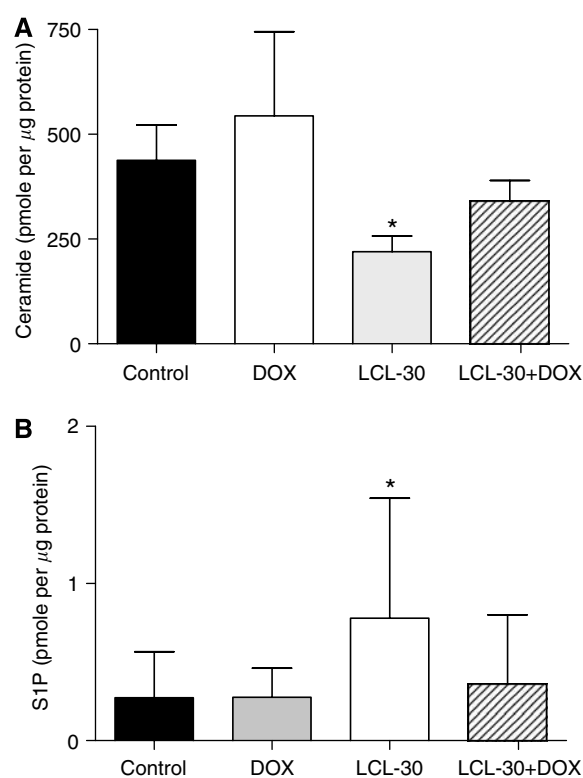 A
Ceramide (pmole per μg protein)
750
500
250
0
*
Control
DOX
LCL-30
LCL-30+DOX
B
S1P (pmole per μg protein)
2
1
0
*
Control
DOX
LCL-30
LCL-30+DOX